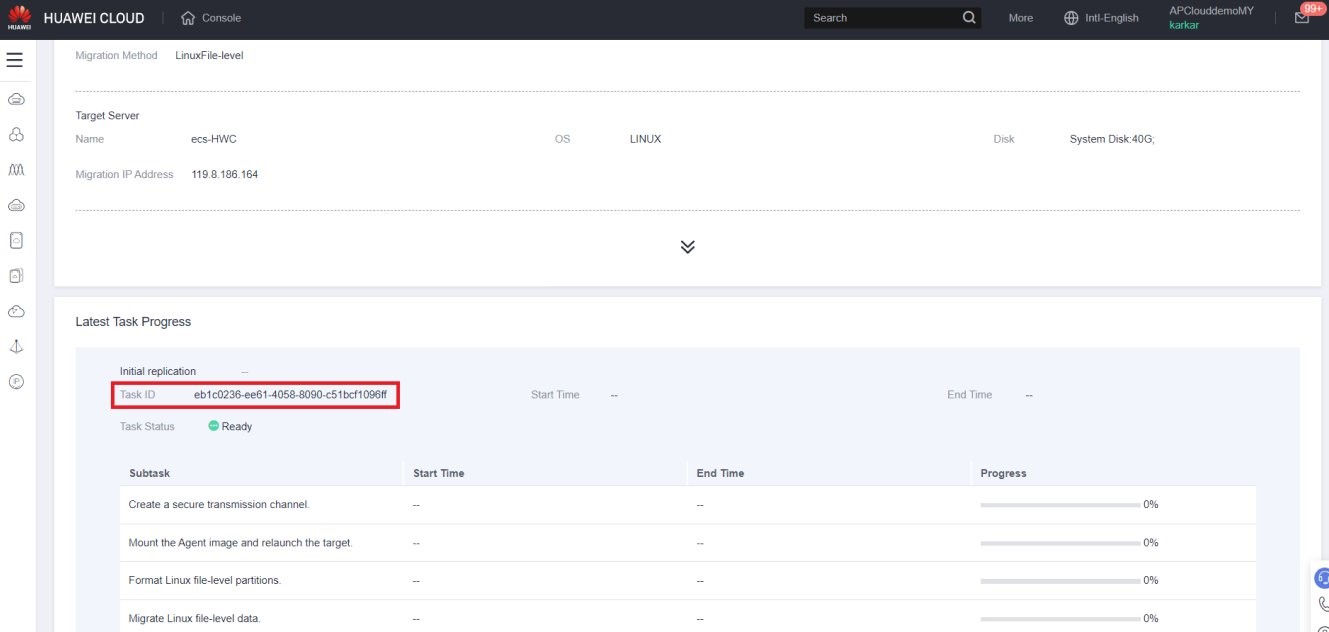 HUAWEI HUAWEI CLOUD Console Search More Intl-English APClouddemoMY 99+
karkar
Migration Method LinuxFile-level
Target Server
Name ecs-HWC OS LINUX Disk System Disk:40G;
Migration IP Address 119.8.186.164
Latest Task Progress
Initial replication --
Task ID eb1c0236-ee61-4058-8090-c51bcf1096ff Start Time -- End Time --
Task Status Ready
Subtask Start Time End Time Progress
Create a secure transmission channel. -- -- 0%
Mount the Agent image and relaunch the target. -- -- 0%
Format Linux file-level partitions. -- -- 0%
Migrate Linux file-level data. -- -- 0%